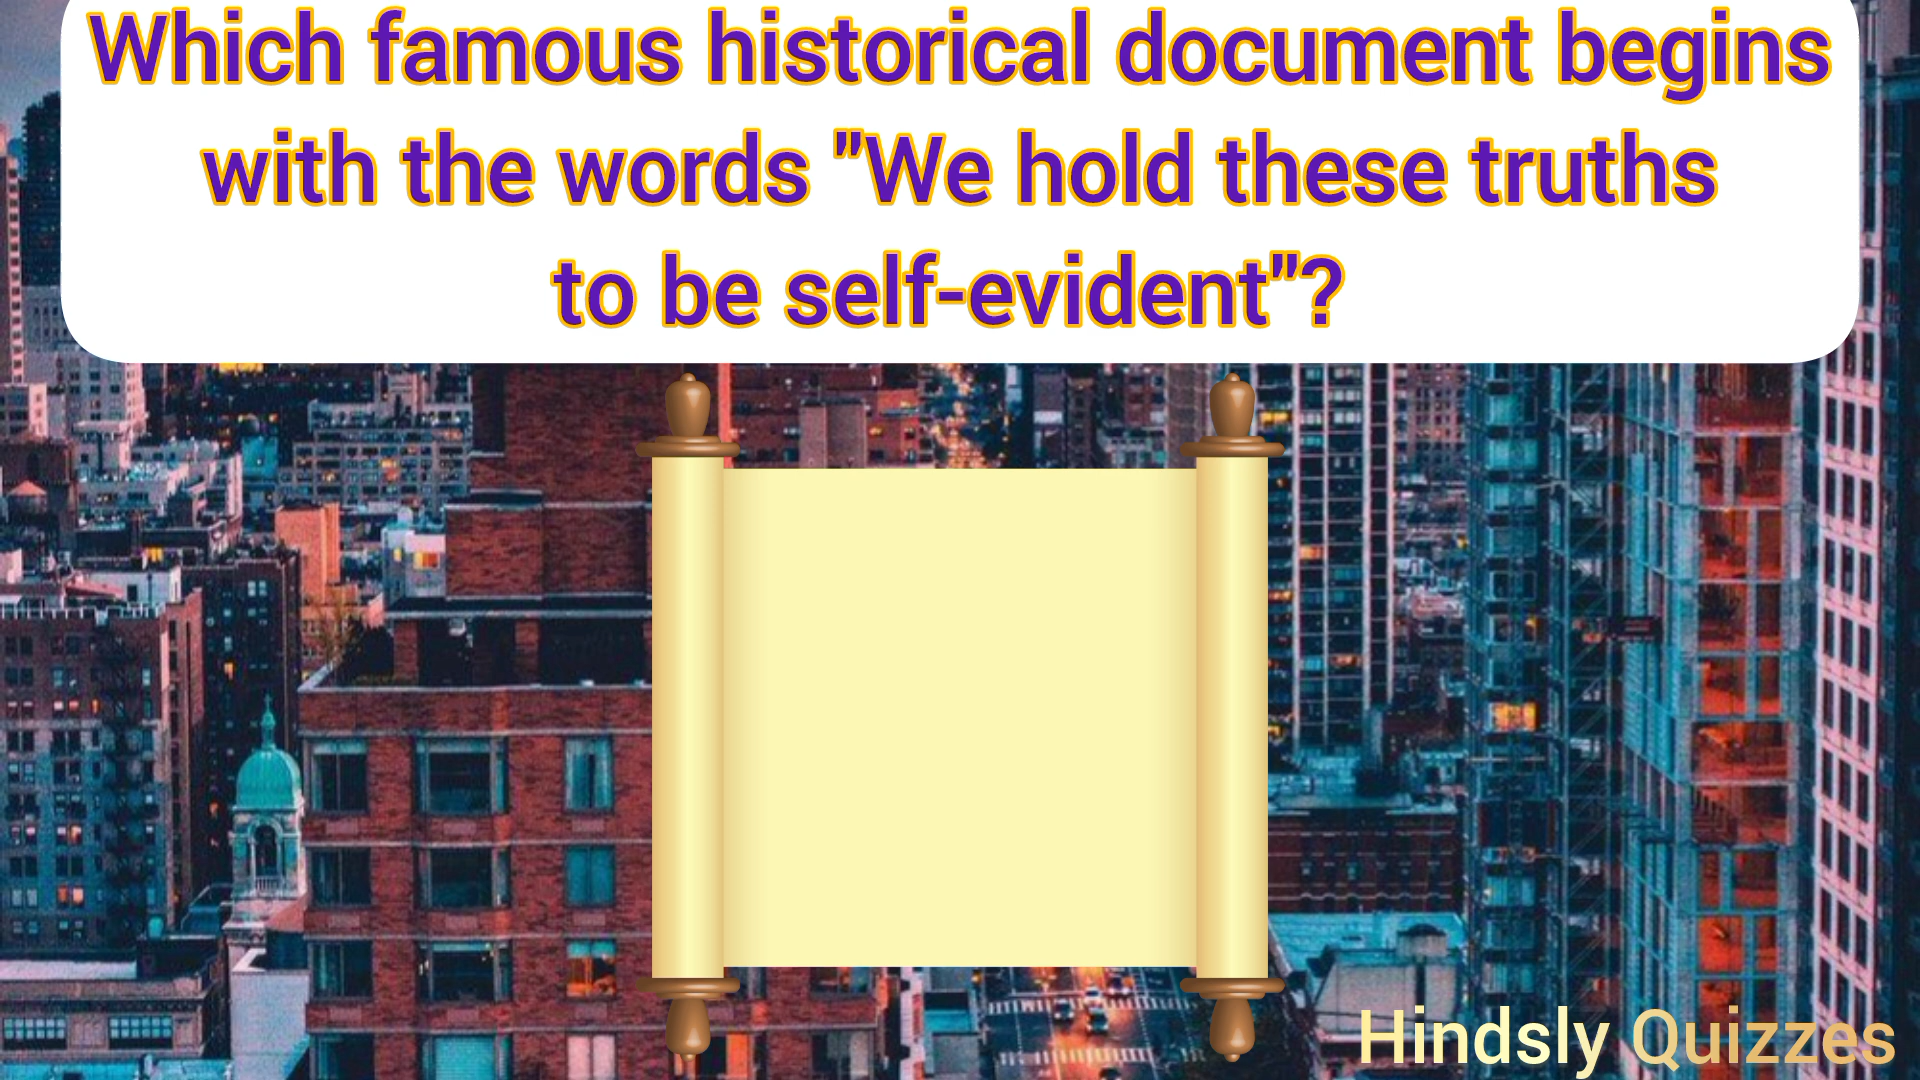 Which famous historical document begins
with the words "We hold these truths
to be self-evident"?
Hindsly Quizzes